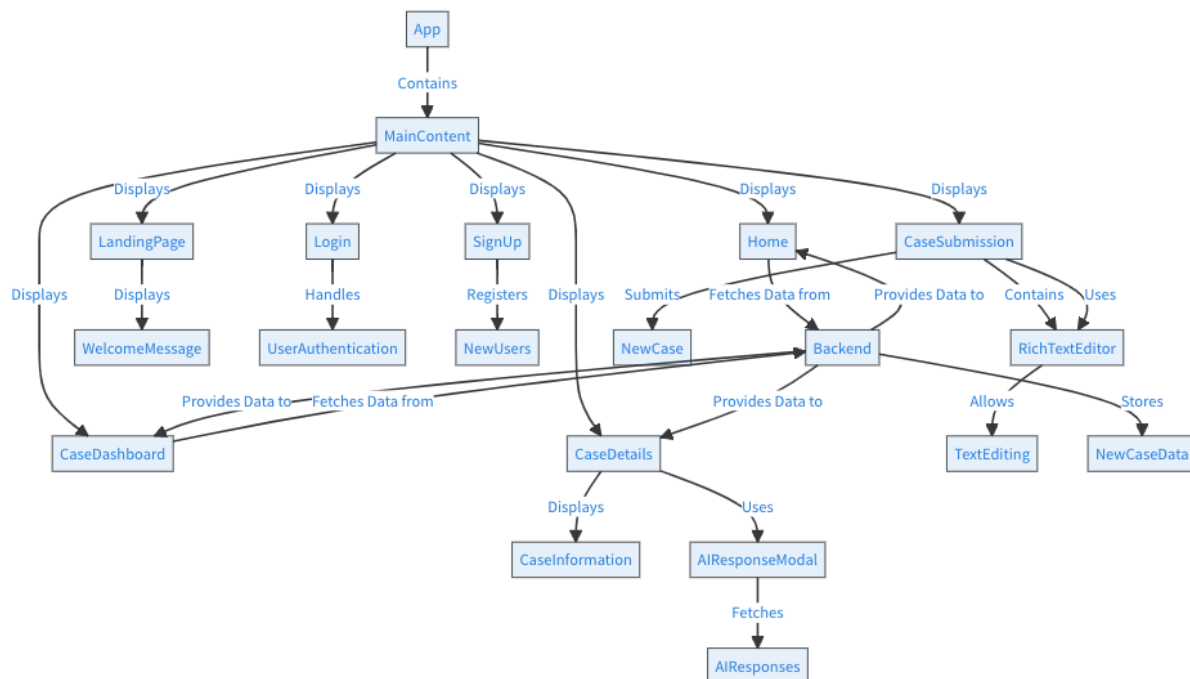 App
Contains
MainContent
Displays
Displays
Displays
Displays
Displays
LandingPage
Login
SignUp
Home
CaseSubmission
Displays
Displays
Handles
Registers
Displays
Submits
Fetches Data from
Provides Data to
Contains
Uses
WelcomeMessage
UserAuthentication
NewUsers
NewCase
Backend
RichTextEditor
Provides Data to
Fetches Data from
Provides Data to
Allows
Stores
CaseDashboard
CaseDetails
TextEditing
NewCaseData
Displays
Uses
CaseInformation
AIResponseModal
Fetches
AIResponses